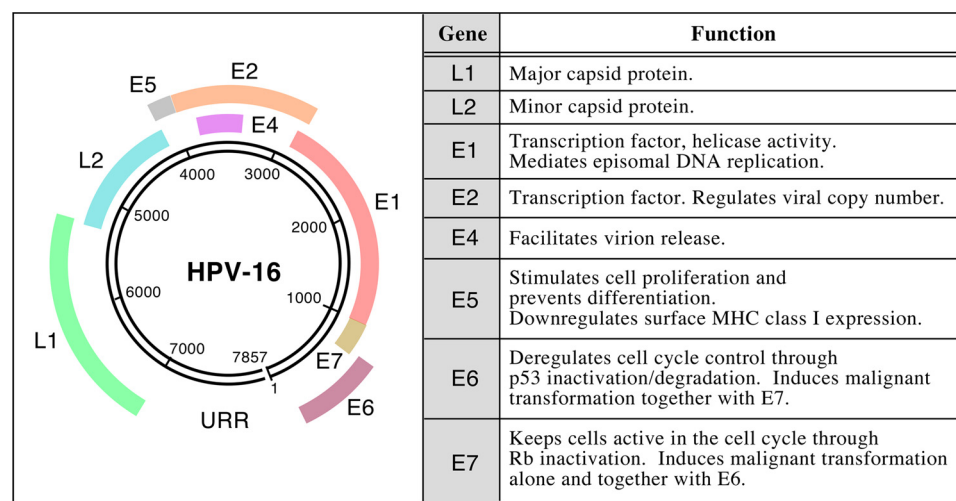 E5
E2
E4
L2
E1
4000
3000
5000
2000
HPV-16
6000
1000
L1
7000
7857
E7
1
E6
URR
Gene
Function
L1
Major capsid protein.
L2
Minor capsid protein.
E1
Transcription factor, helicase activity.
Mediates episomal DNA replication.
E2
Transcription factor. Regulates viral copy number.
E4
Facilitates virion release.
E5
Stimulates cell proliferation and
prevents differentiation.
Downregulates surface MHC class I expression.
E6
Deregulates cell cycle control through
p53 inactivation/degradation. Induces malignant
transformation together with E7.
E7
Keeps cells active in the cell cycle through
Rb inactivation. Induces malignant transformation
alone and together with E6.